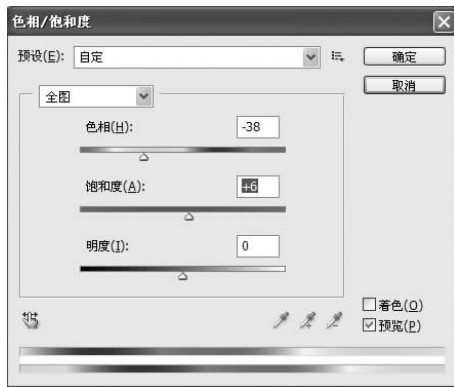 色相/饱和度
预设(E): 自定
确定
取消
全图
色相(H): -38
饱和度(A): +6
明度(I): 0
着色(O)
预览(P)